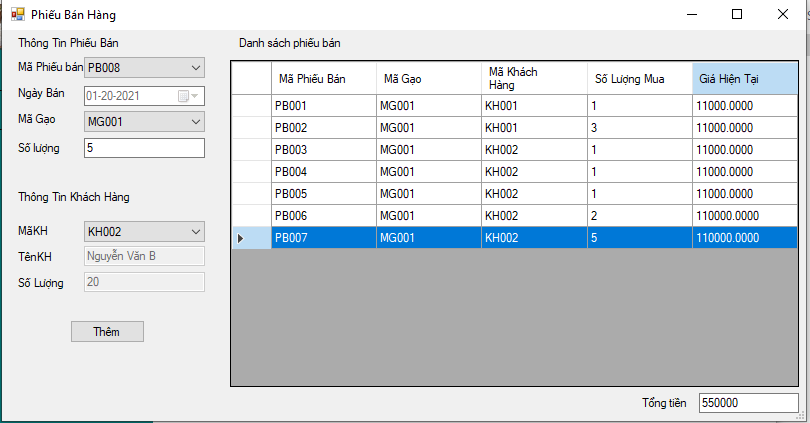 Phiếu Bán Hàng
Thông Tin Phiếu Bán
Mã Phiếu bán PB008
Ngày Bán 01-20-2021
Mã Gạo MG001
Số lượng 5
Thông Tin Khách Hàng
MãKH KH002
TênKH Nguyễn Văn B
Số Lượng 20
Thêm
Danh sách phiếu bán
Mã Phiếu Bán Mã Gạo Mã Khách Hàng Số Lượng Mua Giá Hiện Tại
PB001 MG001 KH001 1 11000.0000
PB002 MG001 KH001 3 11000.0000
PB003 MG001 KH002 1 11000.0000
PB004 MG001 KH002 1 11000.0000
PB005 MG001 KH002 1 11000.0000
PB006 MG001 KH002 2 110000.0000
PB007 MG001 KH002 5 110000.0000
Tổng tiền 550000